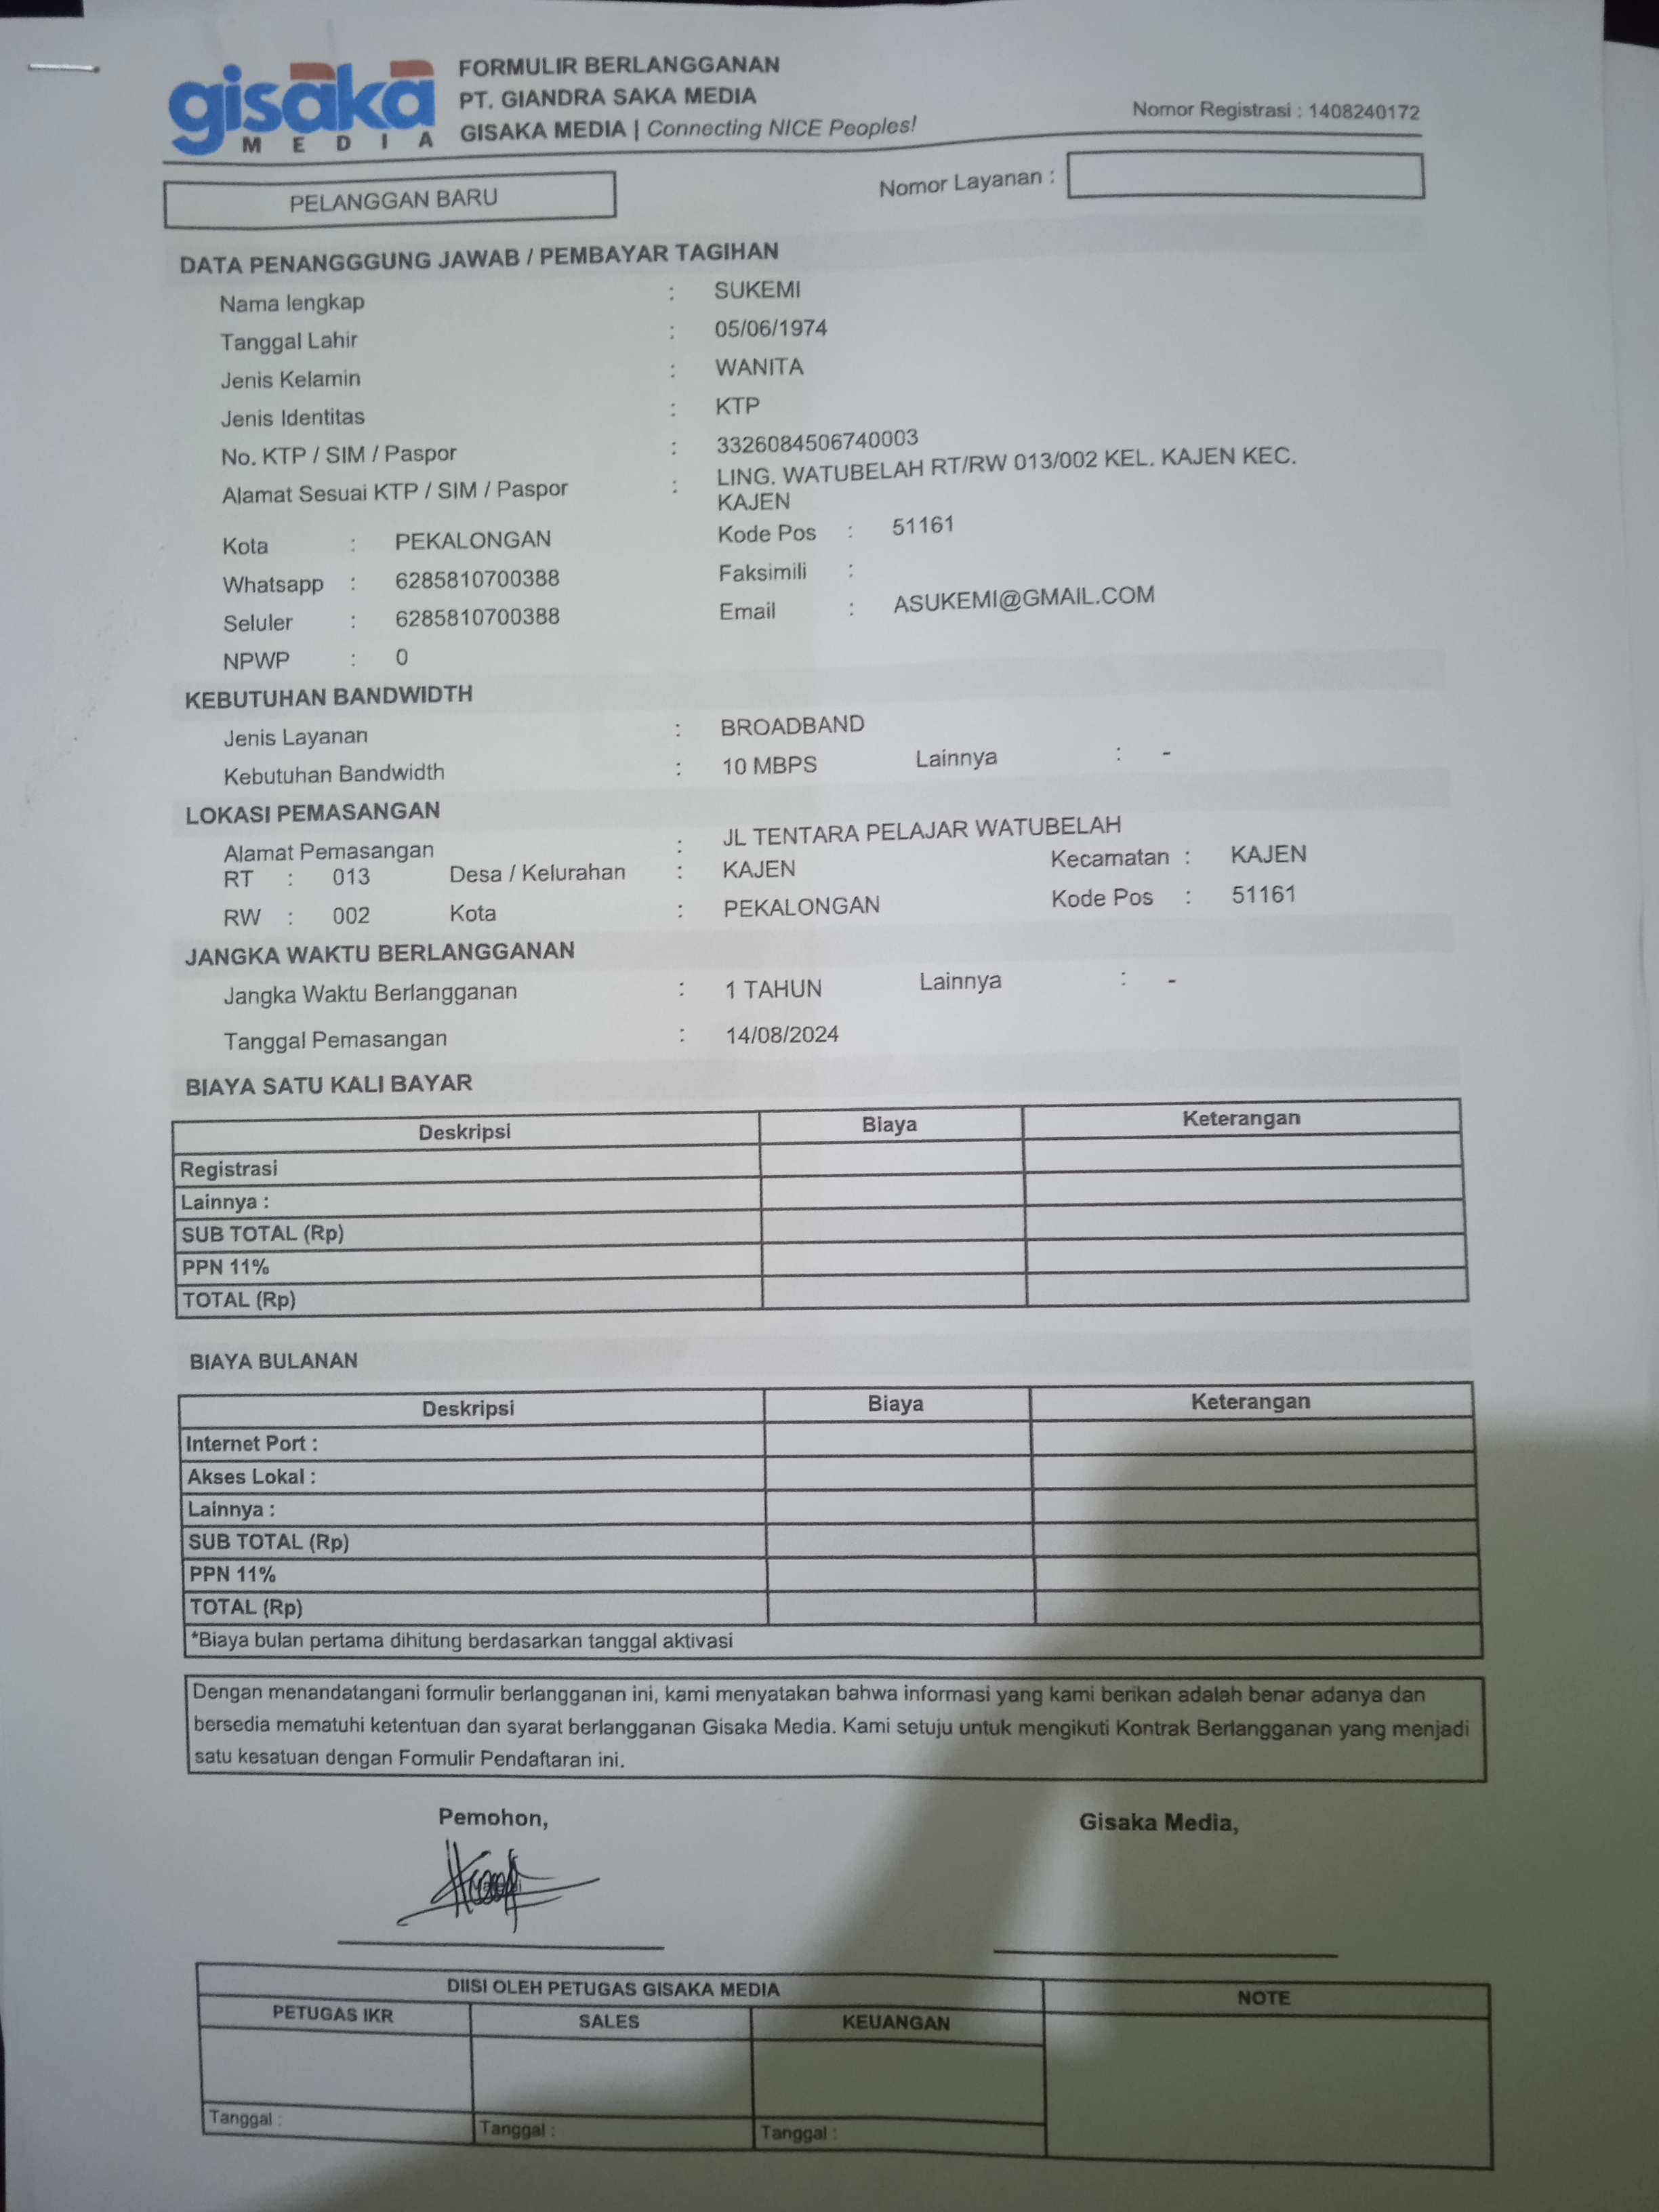 gisaka
MEDIA
FORMULIR BERLANGGANAN
PT. GIANDRA SAKA MEDIA
GISAKA MEDIA | Connecting NICE Peoples!
Nomor Registrasi : 1408240172
PELANGGAN BARU
Nomor Layanan :
DATA PENANGGGUNG JAWAB / PEMBAYAR TAGIHAN
Nama lengkap : SUKEMI
Tanggal Lahir : 05/06/1974
Jenis Kelamin : WANITA
Jenis Identitas : KTP
No. KTP / SIM / Paspor : 3326084506740003
Alamat Sesuai KTP / SIM / Paspor : LING. WATUBELAH RT/RW 013/002 KEL. KAJEN KEC.
KAJEN
Kota : PEKALONGAN Kode Pos : 51161
Whatsapp : 6285810700388 Faksimili :
Seluler : 6285810700388 Email : ASUKEMI@GMAIL.COM
NPWP : 0
KEBUTUHAN BANDWIDTH
Jenis Layanan : BROADBAND
Kebutuhan Bandwidth : 10 MBPS Lainnya : -
LOKASI PEMASANGAN
Alamat Pemasangan : JL TENTARA PELAJAR WATUBELAH
RT : 013 Desa / Kelurahan : KAJEN Kecamatan : KAJEN
RW : 002 Kota : PEKALONGAN Kode Pos : 51161
JANGKA WAKTU BERLANGGANAN
Jangka Waktu Berlangganan : 1 TAHUN Lainnya : -
Tanggal Pemasangan : 14/08/2024
BIAYA SATU KALI BAYAR
Deskripsi Biaya Keterangan
Registrasi
Lainnya :
SUB TOTAL (Rp)
PPN 11%
TOTAL (Rp)
BIAYA BULANAN
Deskripsi Biaya Keterangan
Internet Port :
Akses Lokal :
Lainnya :
SUB TOTAL (Rp)
PPN 11%
TOTAL (Rp)
*Biaya bulan pertama dihitung berdasarkan tanggal aktivasi
Dengan menandatangani formulir berlangganan ini, kami menyatakan bahwa informasi yang kami berikan adalah benar adanya dan
bersedia mematuhi ketentuan dan syarat berlangganan Gisaka Media. Kami setuju untuk mengikuti Kontrak Berlangganan yang menjadi
satu kesatuan dengan Formulir Pendaftaran ini.
Pemohon, Gisaka Media,
DIISI OLEH PETUGAS GISAKA MEDIA NOTE
PETUGAS IKR SALES KEUANGAN
Tanggal : Tanggal : Tanggal :